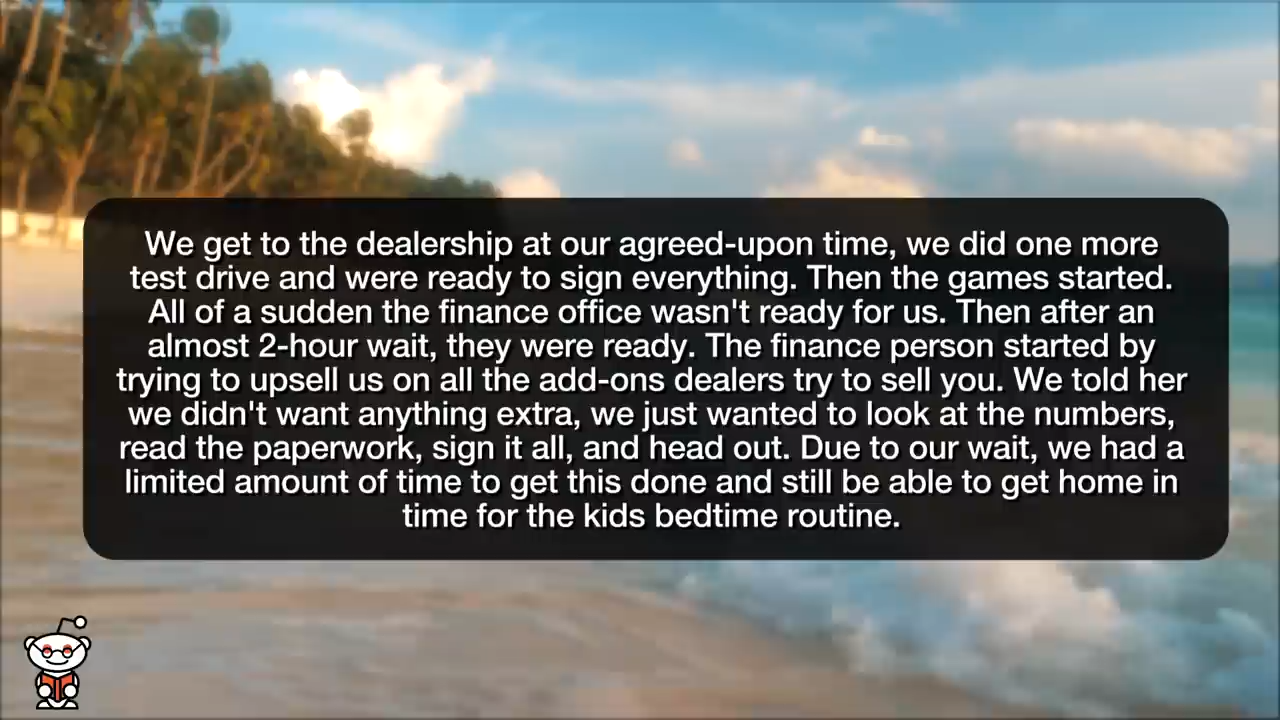 We get to the dealership at our agreed-upon time, we did one more
test drive and were ready to sign everything. Then the games started.
All of a sudden the finance office wasn't ready for us. Then after an
almost 2-hour wait, they were ready. The finance person started by
trying to upsell us on all the add-ons dealers try to sell you. We told her
we didn't want anything extra, we just wanted to look at the numbers,
read the paperwork, sign it all, and head out. Due to our wait, we had a
limited amount of time to get this done and still be able to get home in
time for the kids bedtime routine.